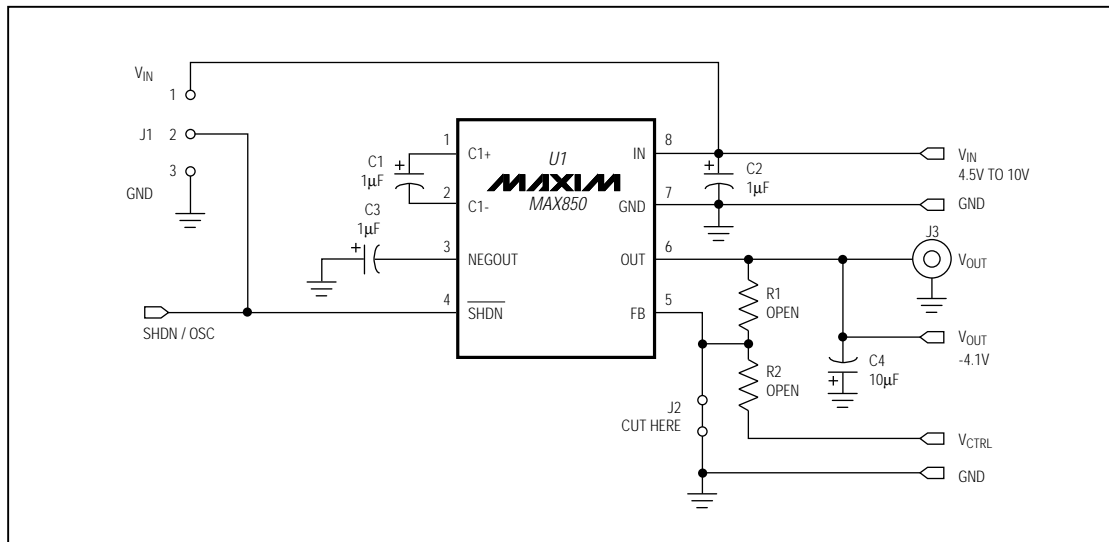 VIN
1
J1 2
3
GND
SHDN / OSC
C1
1µF
C3
1µF
1
2
3
4
C1+
C1-
NEGOUT
SHDN
U1
MAXIM
MAX850
IN
GND
OUT
FB
8
7
6
5
C2
1µF
R1
OPEN
R2
OPEN
J2
CUT HERE
C4
10µF
VIN
4.5V TO 10V
GND
J3
VOUT
VOUT
-4.1V
VCTRL
GND
+
+
+
+